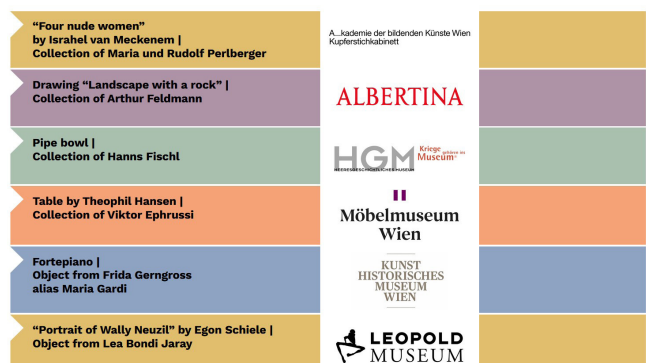 “Four nude women”
by Israhel van Meckenem |
Collection of Maria und Rudolf Perlberger
A...kademie der bildenden Künste Wien
Kupferstichkabinett
Drawing “Landscape with a rock” |
Collection of Arthur Feldmann
ALBERTINA
Pipe bowl |
Collection of Hanns Fischl
HGM
HEERESGESCHICHTLICHES MUSEUM
Kriege gehören ins
Museum
Table by Theophil Hansen |
Collection of Viktor Ephrussi
Möbelmuseum
Wien
Fortepiano |
Object from Frida Gerngross
alias Maria Gardi
KUNST
HISTORISCHES
MUSEUM
WIEN
“Portrait of Wally Neuzil” by Egon Schiele |
Object from Lea Bondi Jaray
LEOPOLD
MUSEUM